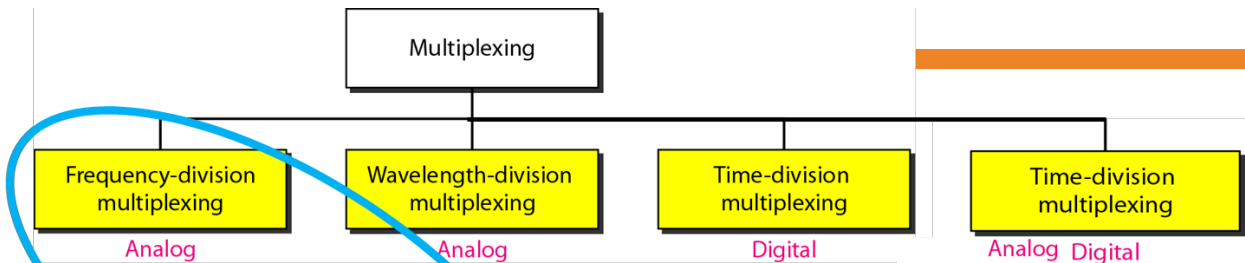 Multiplexing
Frequency-division
multiplexing
Wavelength-division
multiplexing
Time-division
multiplexing
Time-division
multiplexing
Analog
Analog
Digital
Analog Digital